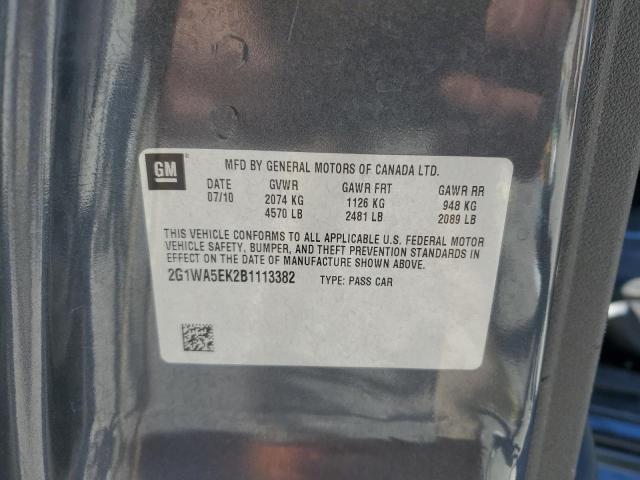 GM ® MFD BY GENERAL MOTORS OF CANADA LTD.
DATE GVWR GAWR FRT GAWR RR
07/10 2074 KG 1126 KG 948 KG
4570 LB 2481 LB 2089 LB
THIS VEHICLE CONFORMS TO ALL APPLICABLE U.S. FEDERAL MOTOR
VEHICLE SAFETY, BUMPER, AND THEFT PREVENTION STANDARDS IN
EFFECT ON THE DATE OF MANUFACTURE SHOWN ABOVE.
2G1WA5EK2B1113382 TYPE: PASS CAR